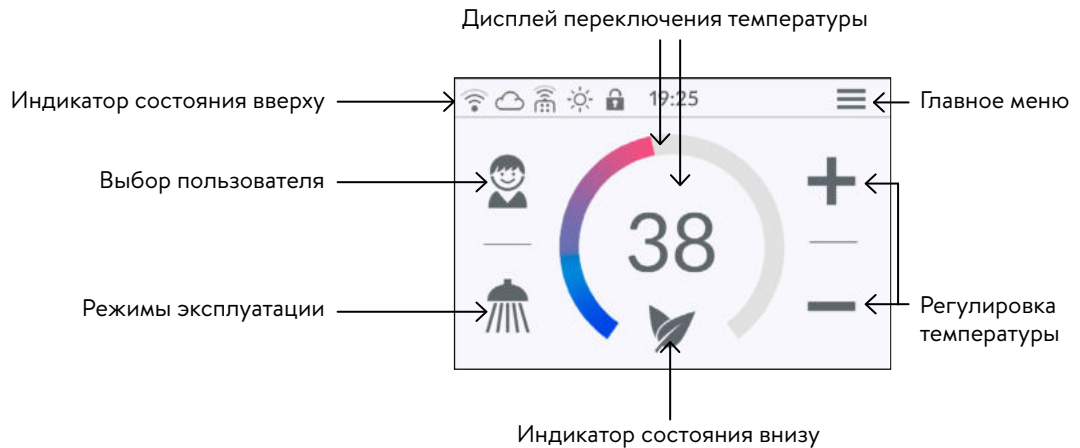 Дисплей переключения температуры
Индикатор состояния вверху
19:25
Главное меню
Выбор пользователя
38
Режимы эксплуатации
Регулировка
температуры
Индикатор состояния внизу